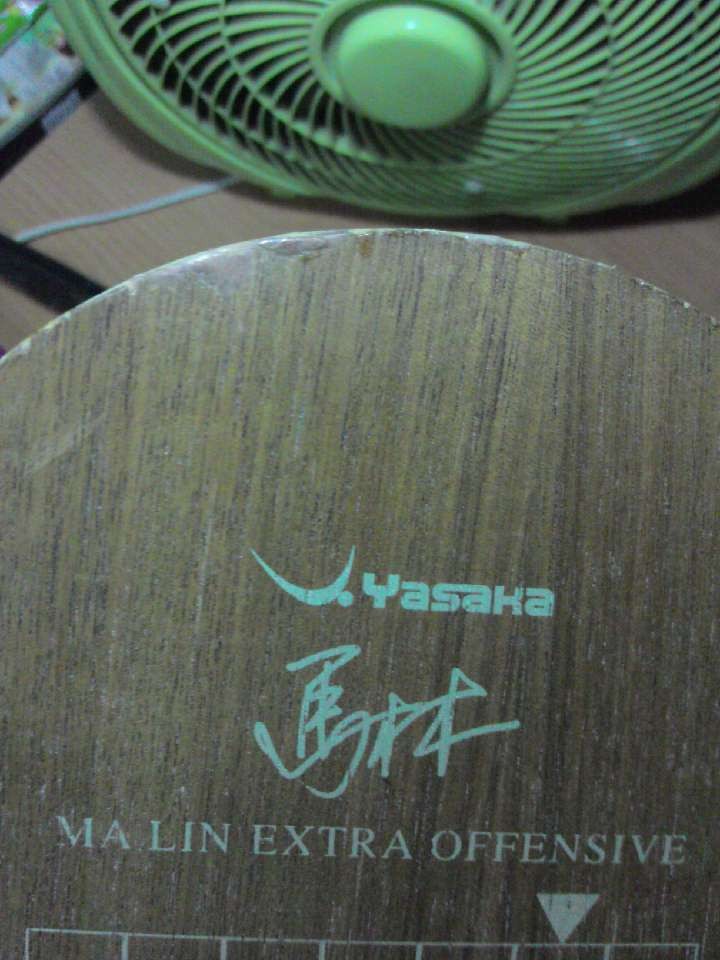 Yasaka
馬林
MA LIN EXTRA OFFENSIVE